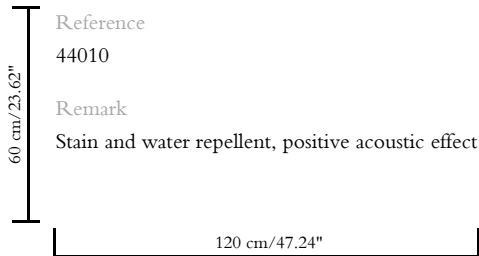 Reference
44010
Remark
Stain and water repellent, positive acoustic effect
60 cm/23.62"
120 cm/47.24"